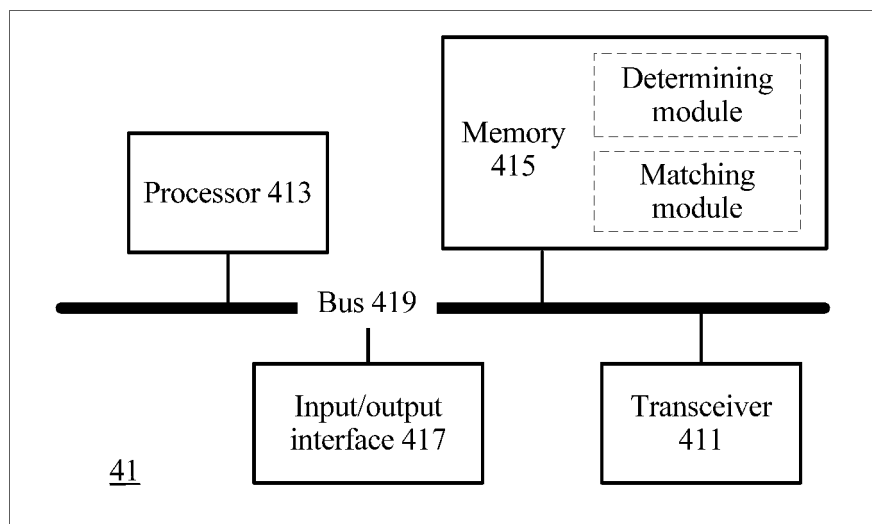 Determining
module
Memory
415
Matching
module
Processor 413
Bus 419
Input/output
interface 417
Transceiver
411
41